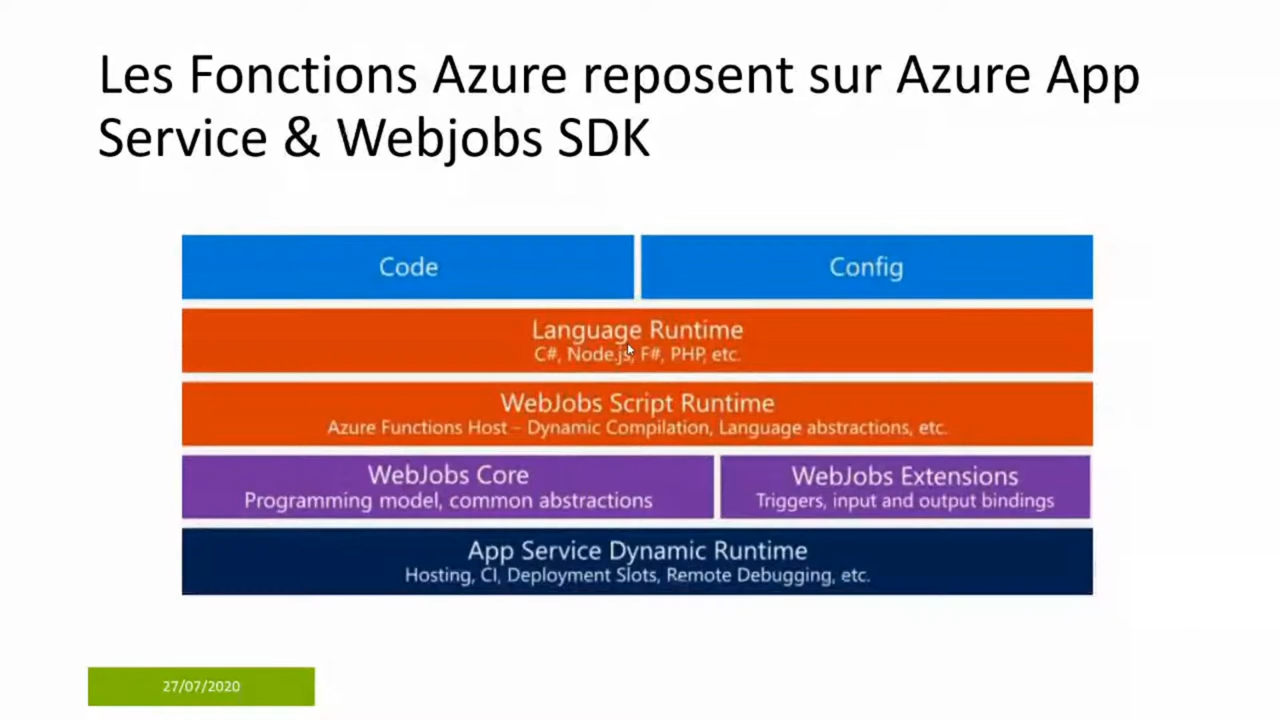 Les Fonctions Azure reposent sur Azure App
Service & Webjobs SDK
Code
Config
Language Runtime
C#, Node.js, F#, PHP, etc.
WebJobs Script Runtime
Azure Functions Host – Dynamic Compilation, Language abstractions, etc.
WebJobs Core
Programming model, common abstractions
WebJobs Extensions
Triggers, input and output bindings
App Service Dynamic Runtime
Hosting, CI, Deployment Slots, Remote Debugging, etc.
27/07/2020